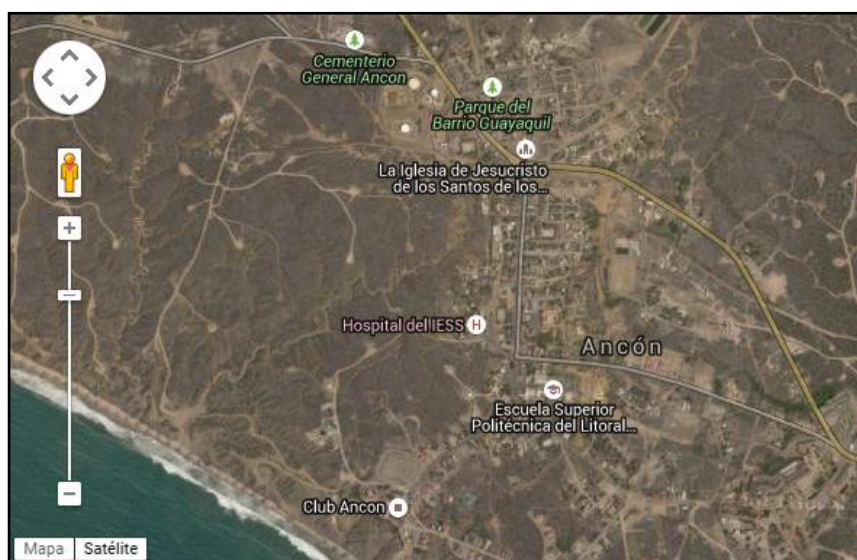 Cementerio
General Ancon
Parque del
Barrio Guayaquil
La Iglesia de Jesucristo
de los Santos de los...
Hospital del IESS
H
Ancón
Escuela Superior
Politécnica del Litoral...
Club Ancon
+
−
Mapa
Satélite